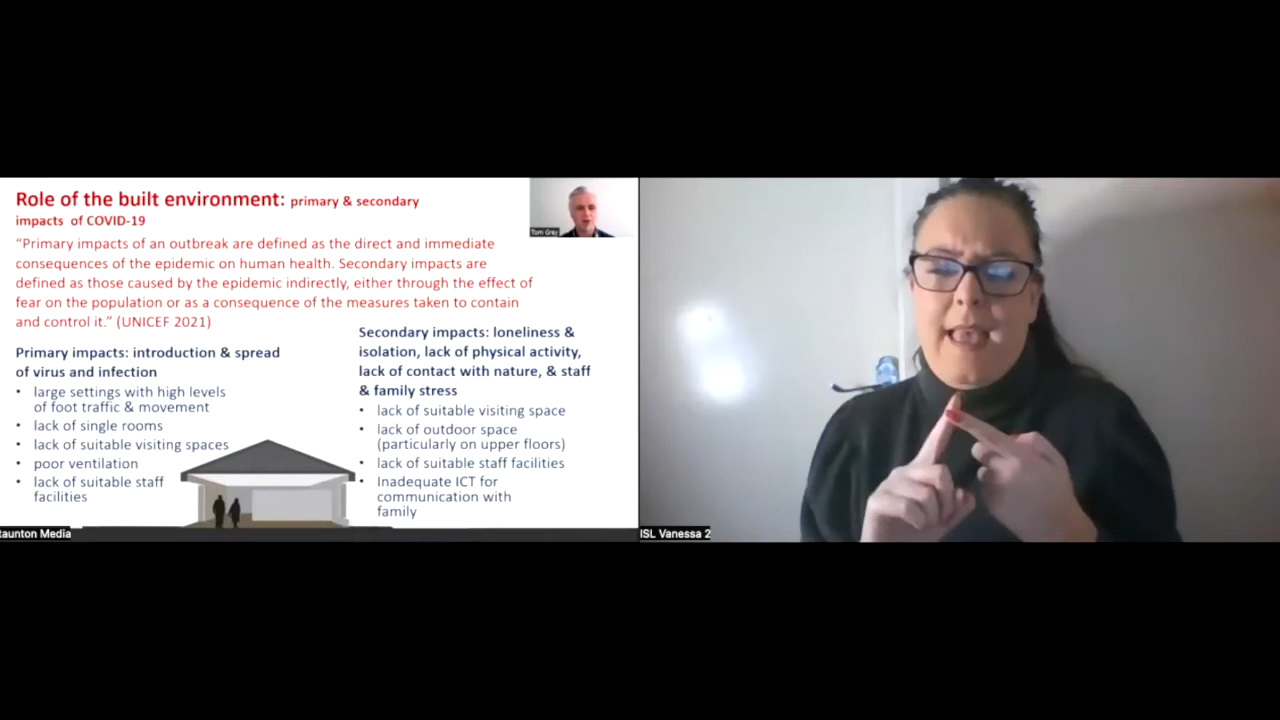 Role of the built environment: primary & secondary
impacts of COVID-19
“Primary impacts of an outbreak are defined as the direct and immediate
consequences of the epidemic on human health. Secondary impacts are
defined as those caused by the epidemic indirectly, either through the effect of
fear on the population or as a consequence of the measures taken to contain
and control it.” (UNICEF 2021)
Primary impacts: introduction & spread
of virus and infection
• large settings with high levels
of foot traffic & movement
• lack of single rooms
• lack of suitable visiting spaces
• poor ventilation
• lack of suitable staff
facilities
Secondary impacts: loneliness &
isolation, lack of physical activity,
lack of contact with nature, & staff
& family stress
• lack of suitable visiting space
• lack of outdoor space
(particularly on upper floors)
• lack of suitable staff facilities
• Inadequate ICT for
communication with
family
Tom Gray
taunton Media
ISL Vanessa 2